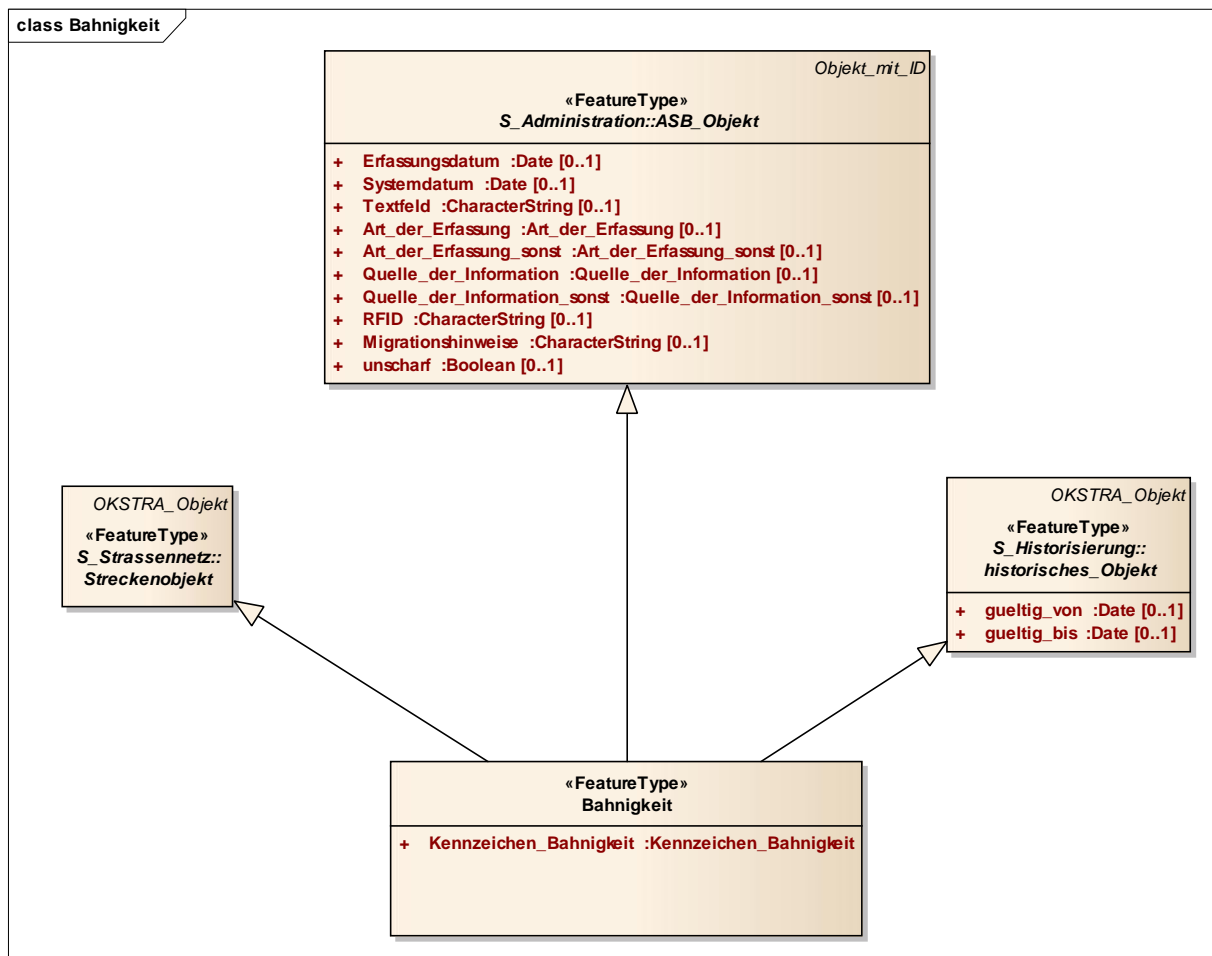 class Bahnigkeit
Objekt_mit_ID
«FeatureType»
S_Administration::ASB_Objekt
+ Erfassungsdatum :Date [0..1]
+ Systemdatum :Date [0..1]
+ Textfeld :CharacterString [0..1]
+ Art_der_Erfassung :Art_der_Erfassung [0..1]
+ Art_der_Erfassung_sonst :Art_der_Erfassung_sonst [0..1]
+ Quelle_der_Information :Quelle_der_Information [0..1]
+ Quelle_der_Information_sonst :Quelle_der_Information_sonst [0..1]
+ RFID :CharacterString [0..1]
+ Migrationshinweise :CharacterString [0..1]
+ unscharf :Boolean [0..1]
OKSTRA_Objekt
«FeatureType»
S_Strassennetz::
Streckenobjekt
OKSTRA_Objekt
«FeatureType»
S_Historisierung::
historisches_Objekt
+ gueltig_von :Date [0..1]
+ gueltig_bis :Date [0..1]
«FeatureType»
Bahnigkeit
+ Kennzeichen_Bahnigkeit :Kennzeichen_Bahnigkeit